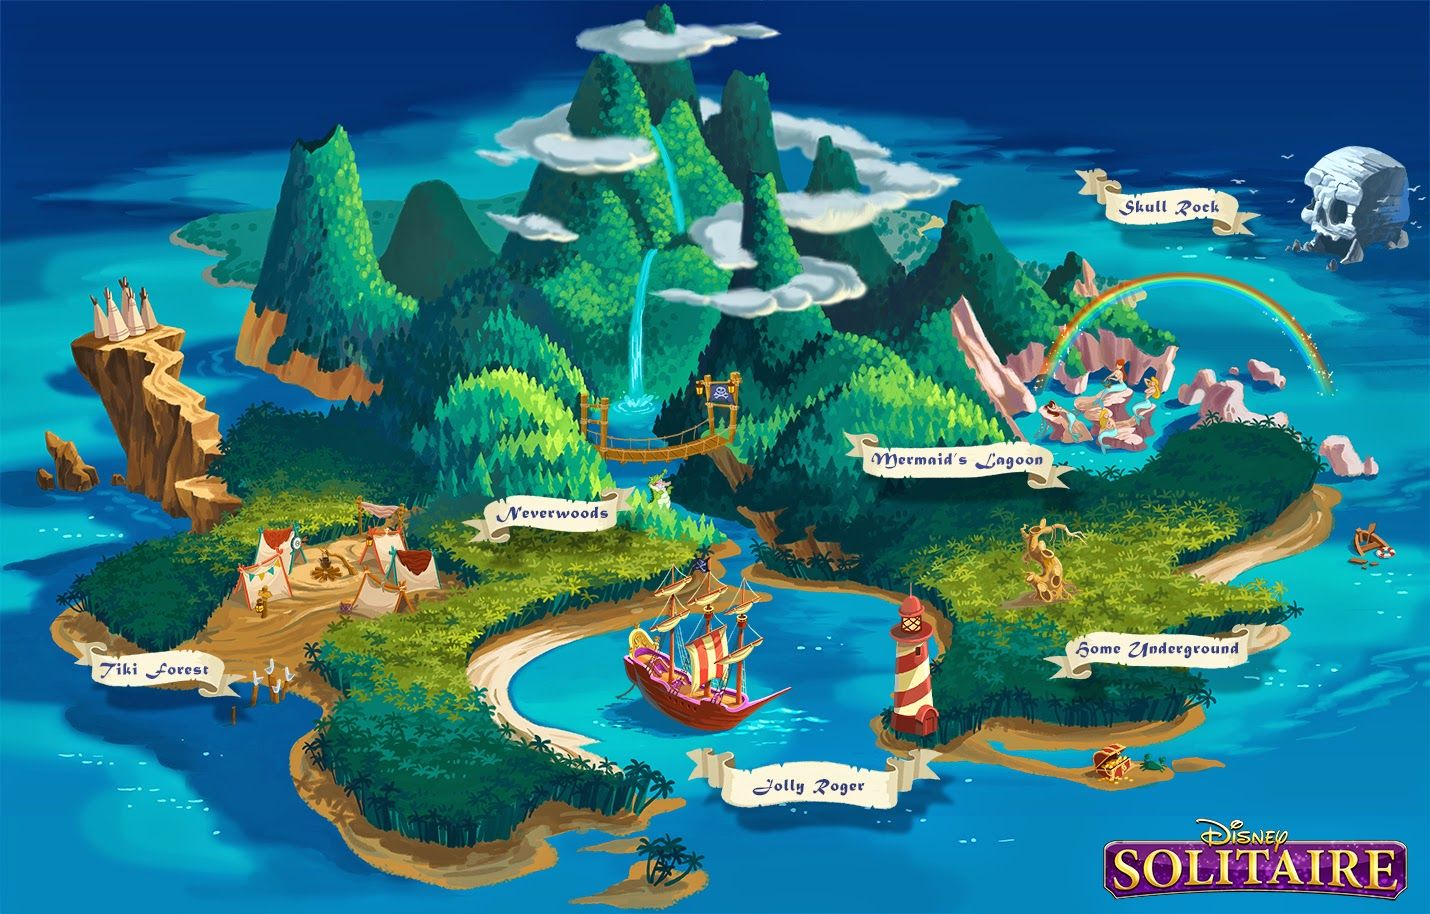 Skull Rock
Mermaid's Lagoon
Neverwoods
Home Underground
Tiki Forest
Jolly Roger
Disney
SOLITAIRE